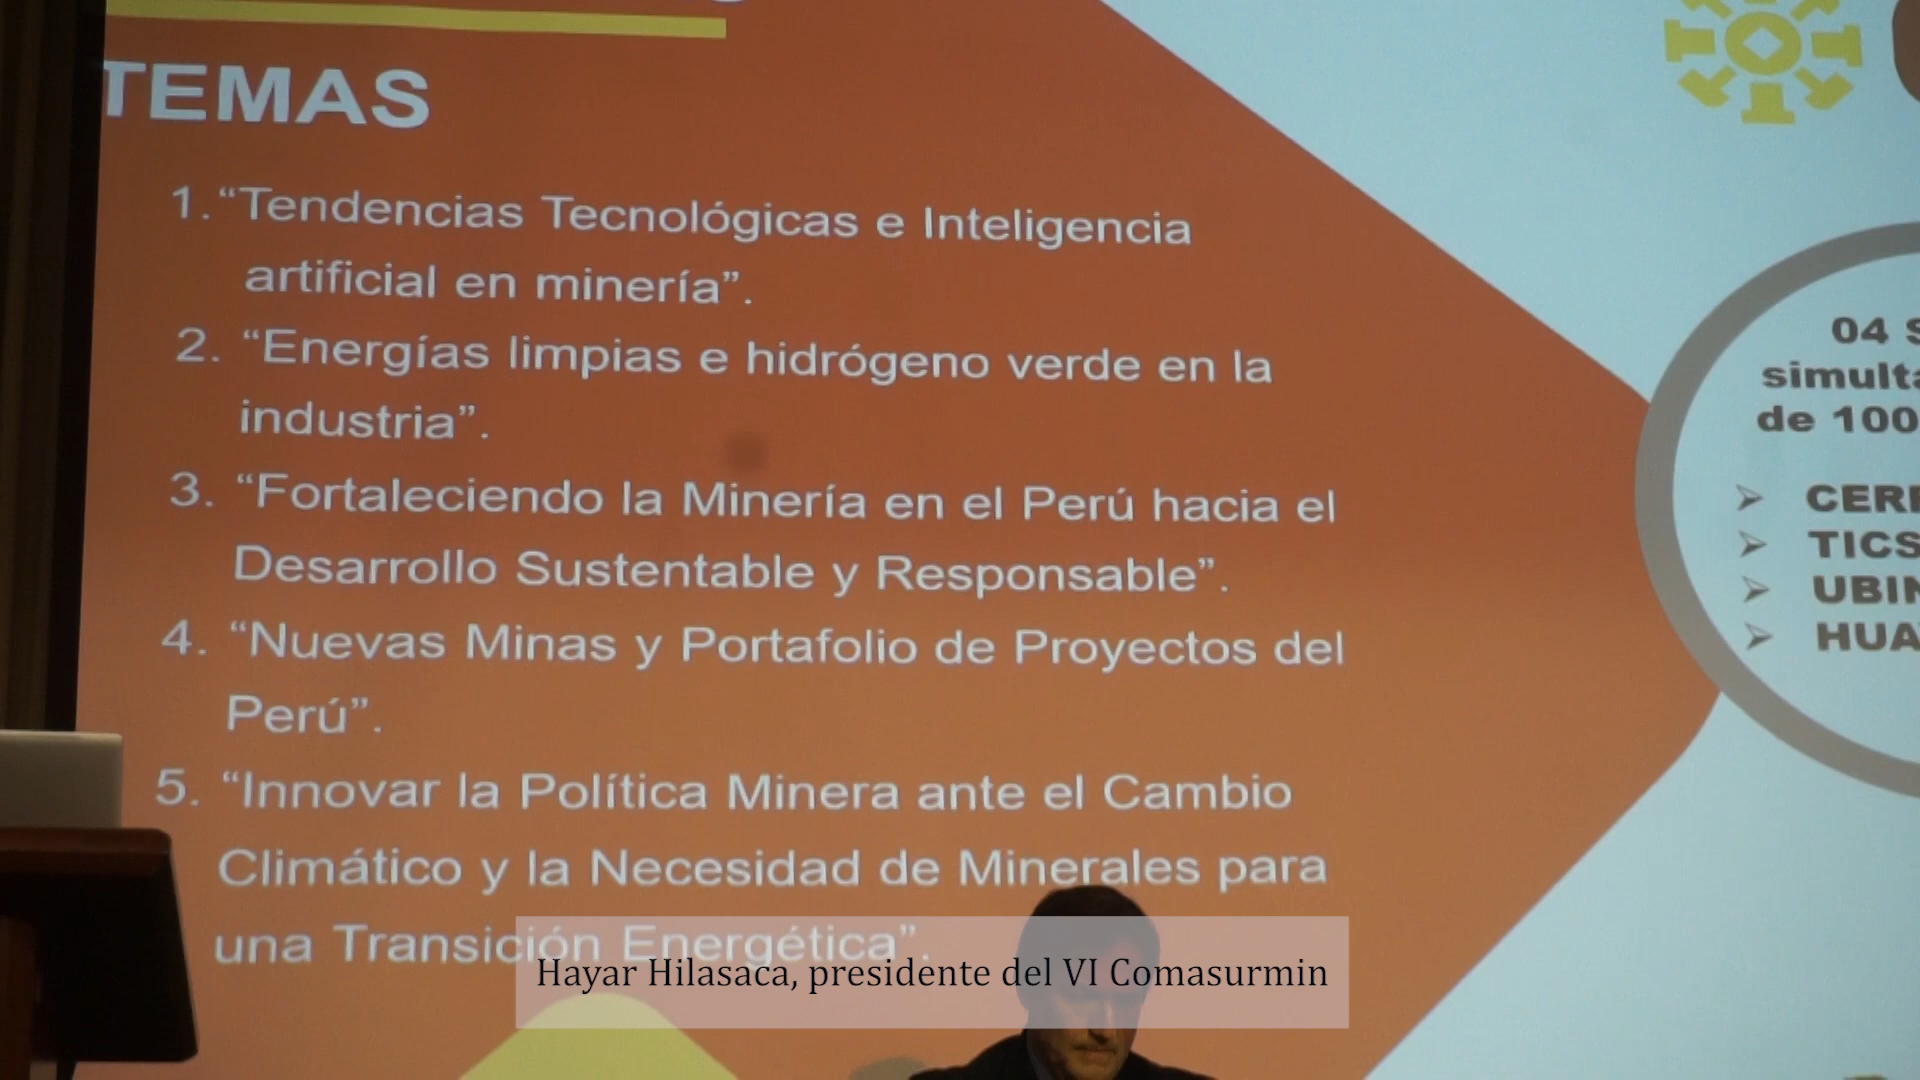 TEMAS
1. “Tendencias Tecnológicas e Inteligencia
artificial en minería”.
2. “Energías limpias e hidrógeno verde en la
industria”.
3. “Fortaleciendo la Minería en el Perú hacia el
Desarrollo Sustentable y Responsable”.
4. “Nuevas Minas y Portafolio de Proyectos del
Perú”.
5. “Innovar la Política Minera ante el Cambio
Climático y la Necesidad de Minerales para
una Transición Energética”.
04
de 100
Hayar Hilasaca, presidente del VI Comasurmin